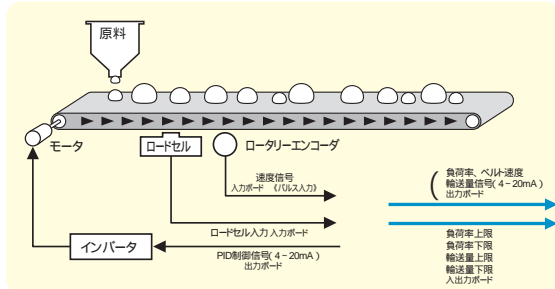 原料
モータ
ロードセル
ロータリーエンコーダ
速度信号
入力ボード 《パルス入力》
負荷率、ベルト速度
輸送量信号(4-20mA)
出力ボード
ロードセル入力 入力ボード
インバータ
PID制御信号(4-20mA)
出力ボード
負荷率上限
負荷率下限
輸送量上限
輸送量下限
入出力ボード